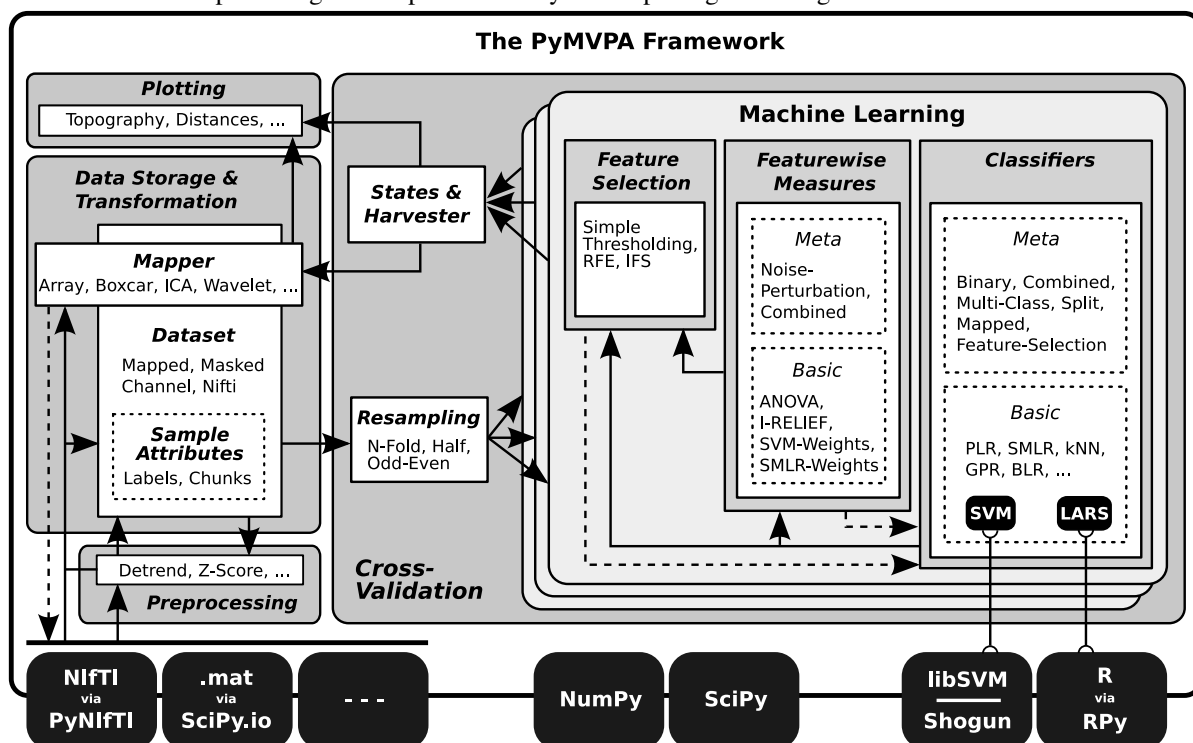 The PyMVPA Framework
Plotting
Topography, Distances, ...
Data Storage &
Transformation
Mapper
Array, Boxcar, ICA, Wavelet, ...
Dataset
Mapped, Masked
Channel, Nifti
Sample
Attributes
Labels, Chunks
Detrend, Z-Score, ...
Preprocessing
States &
Harvester
Resampling
N-Fold, Half,
Odd-Even
Cross-
Validation
Machine Learning
Feature
Selection
Simple
Thresholding,
RFE, IFS
Featurewise
Measures
Meta
Noise-
Perturbation,
Combined
Basic
ANOVA,
I-RELIEF,
SVM-Weights,
SMLR-Weights
Classifiers
Meta
Binary, Combined,
Multi-Class, Split,
Mapped,
Feature-Selection
Basic
PLR, SMLR, kNN,
GPR, BLR, ...
SVM
LARS
NIfTI
via
PyNIfTI
.mat
via
SciPy.io
- - -
NumPy
SciPy
libSVM
Shogun
R
via
RPy